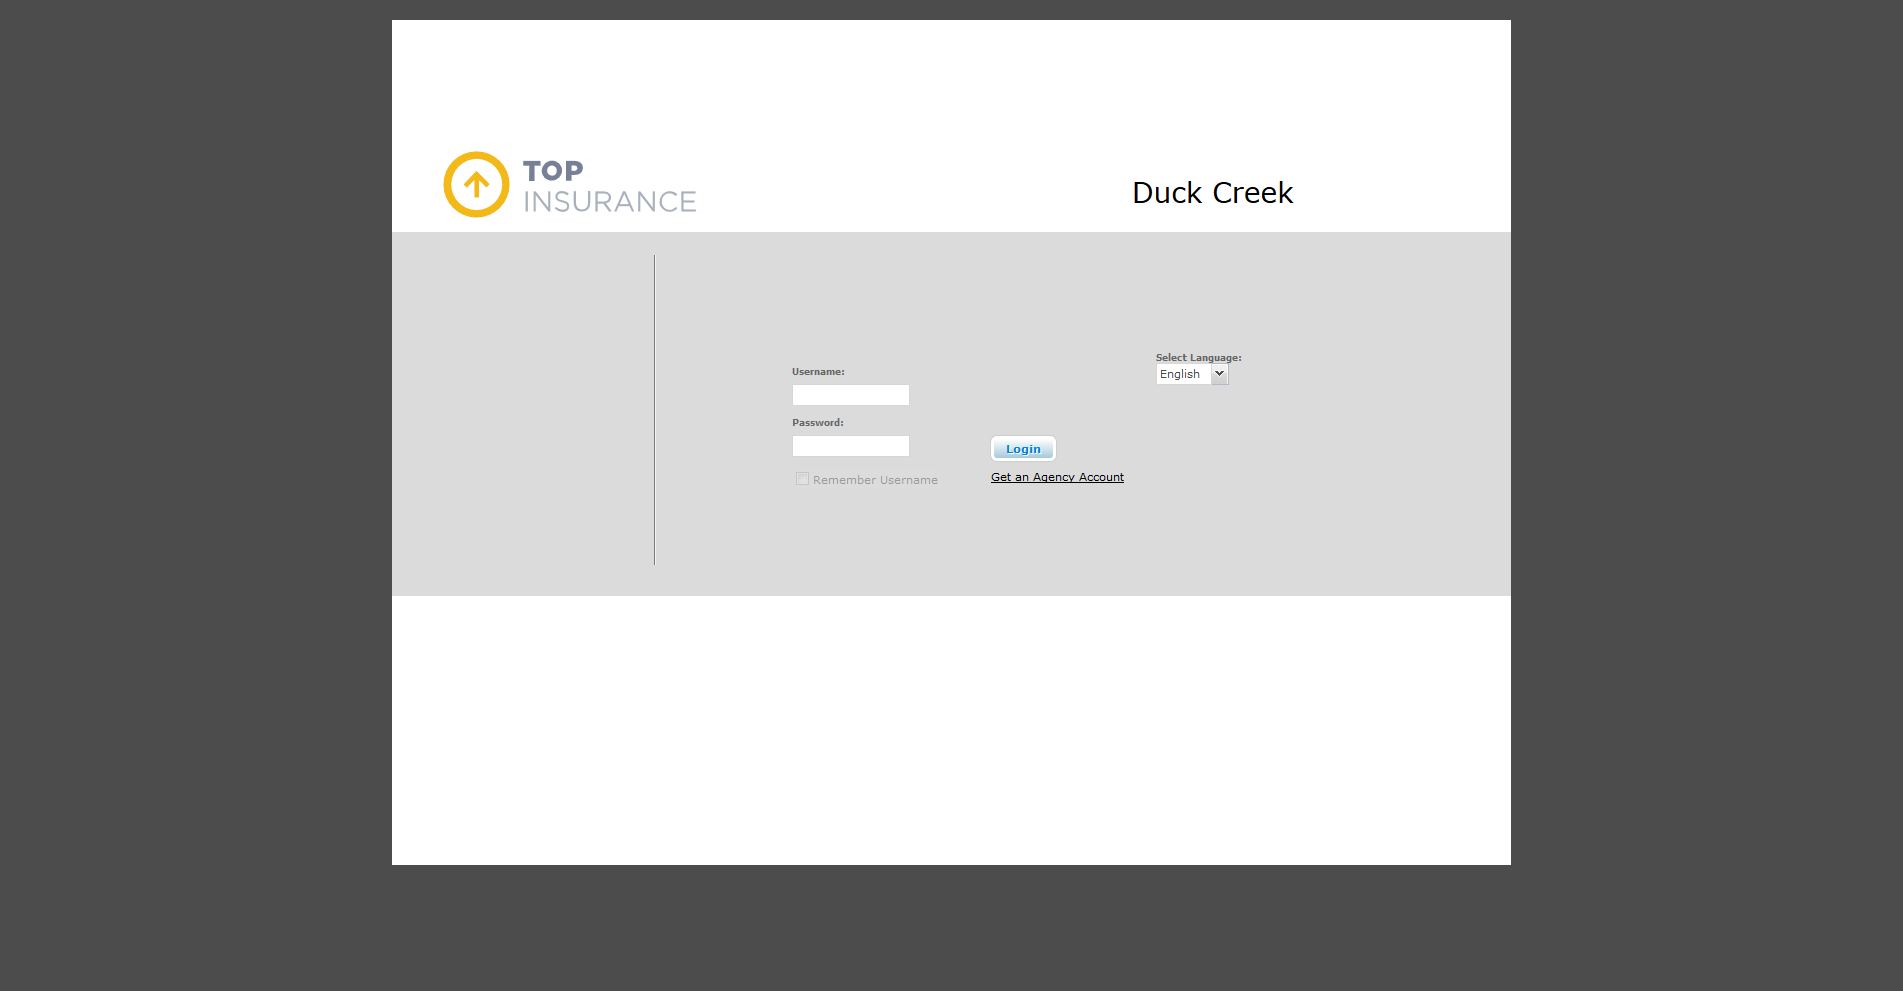 TOP
INSURANCE
Duck Creek
Select Language:
English
Username:
Password:
Login
Remember Username
Get an Agency Account